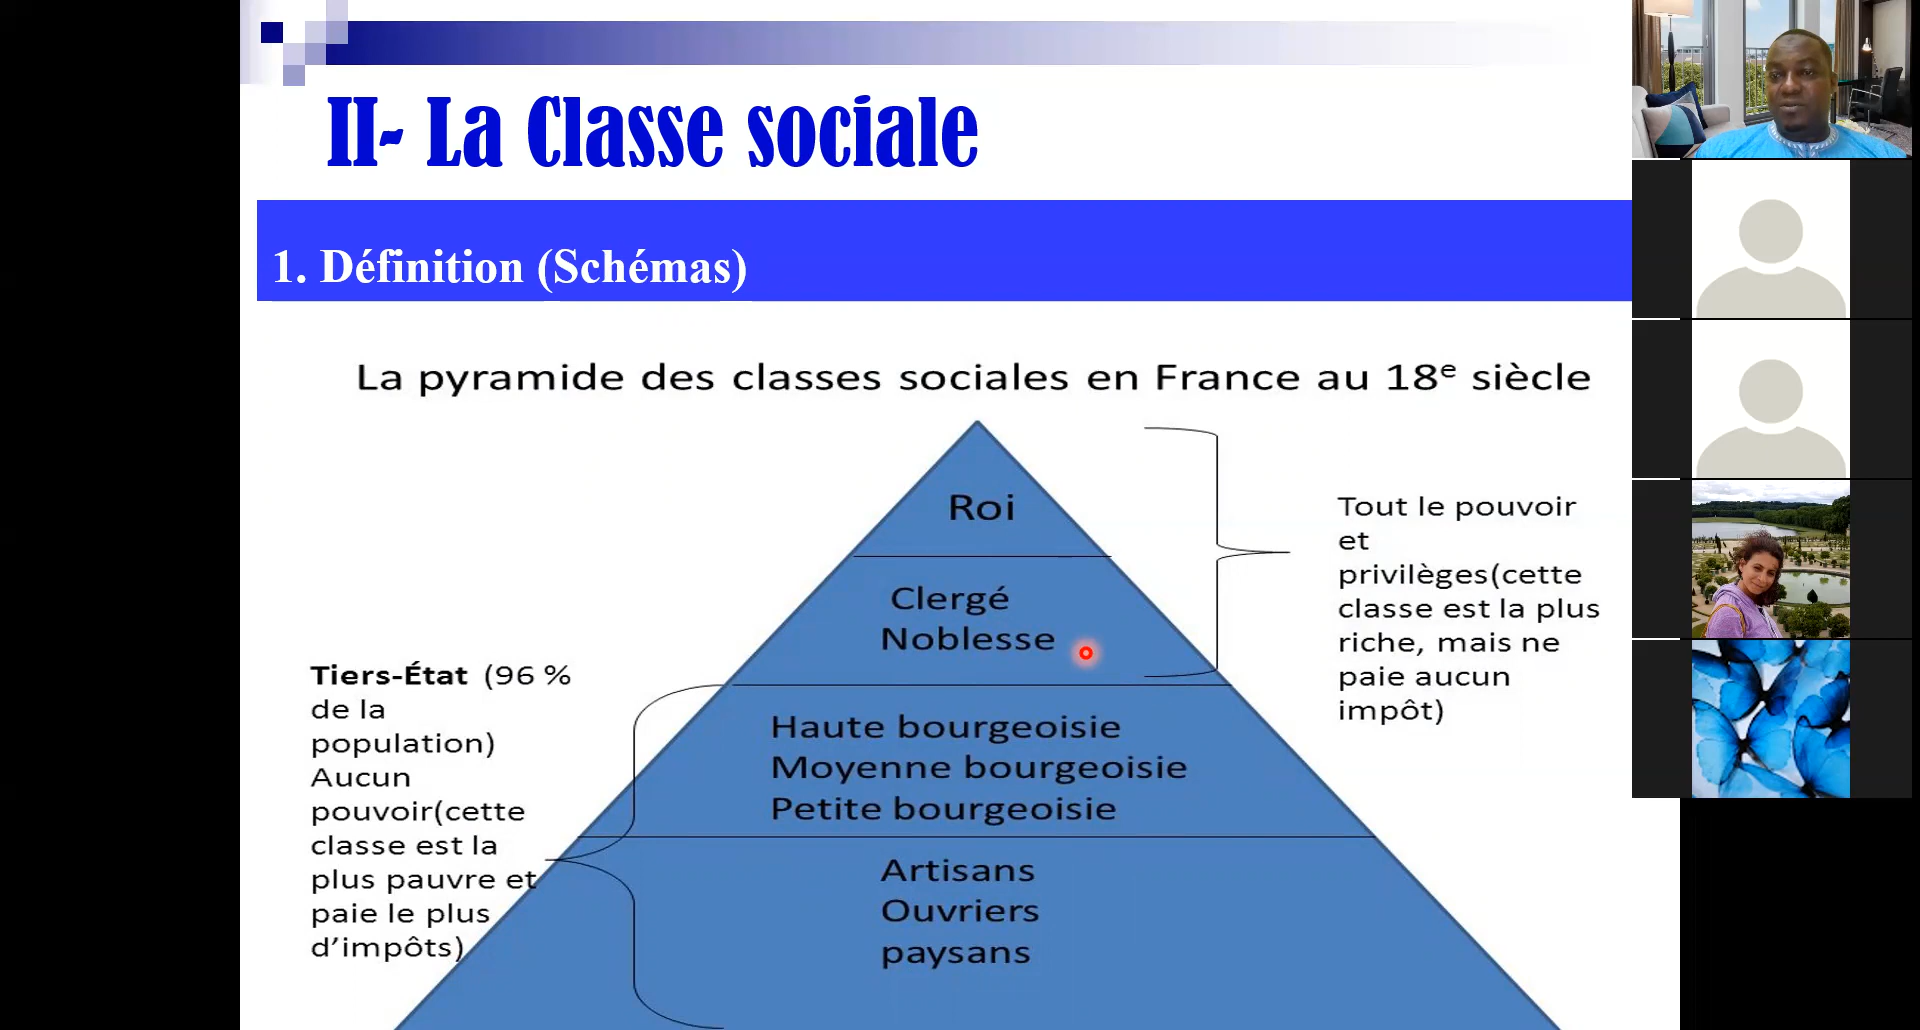 II- La Classe sociale
1. Définition (Schémas)
La pyramide des classes sociales en France au 18e siècle
Roi
Clergé
Noblesse
Haute bourgeoisie
Moyenne bourgeoisie
Petite bourgeoisie
Artisans
Ouvriers
paysans
Tout le pouvoir
et
privilèges(cette
classe est la plus
riche, mais ne
paie aucun
impôt)
Tiers-État (96 %
de la
population)
Aucun
pouvoir(cette
classe est la
plus pauvre et
paie le plus
d’impôts)